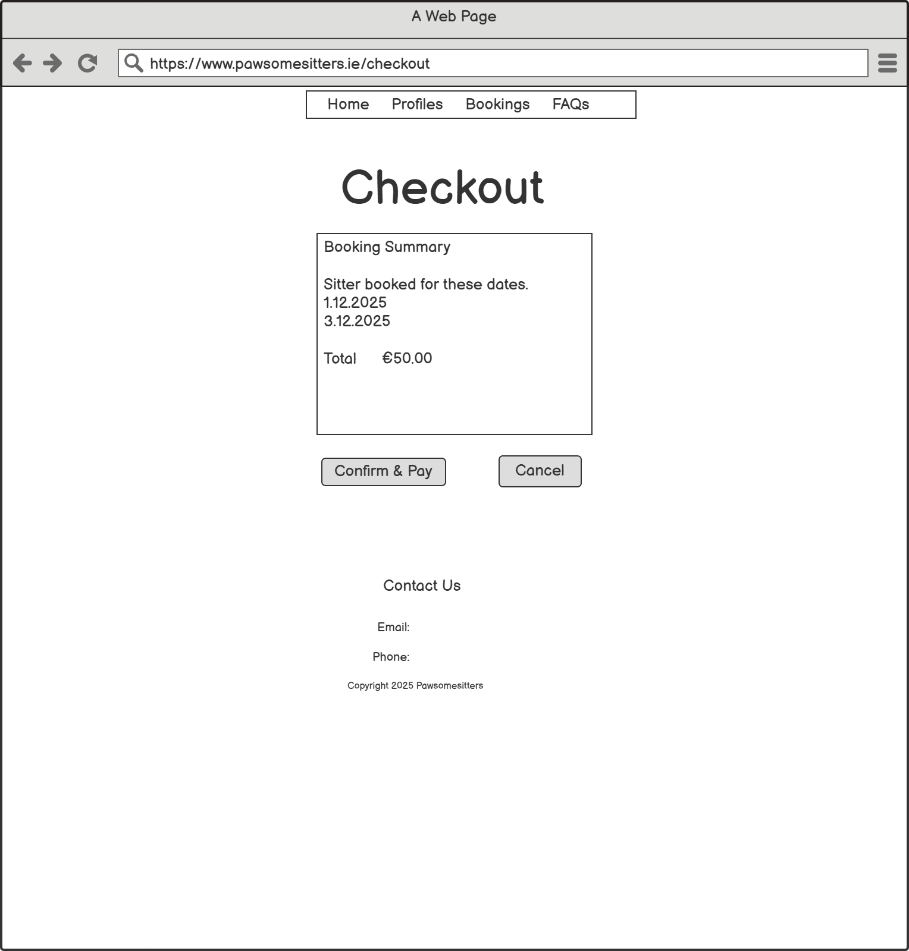 A Web Page
https://www.pawsomesitters.ie/checkout
Home Profiles Bookings FAQs
Checkout
Booking Summary
Sitter booked for these dates.
1.12.2025
3.12.2025
Total €50.00
Confirm & Pay Cancel
Contact Us
Email:
Phone:
Copyright 2025 Pawsomesitters